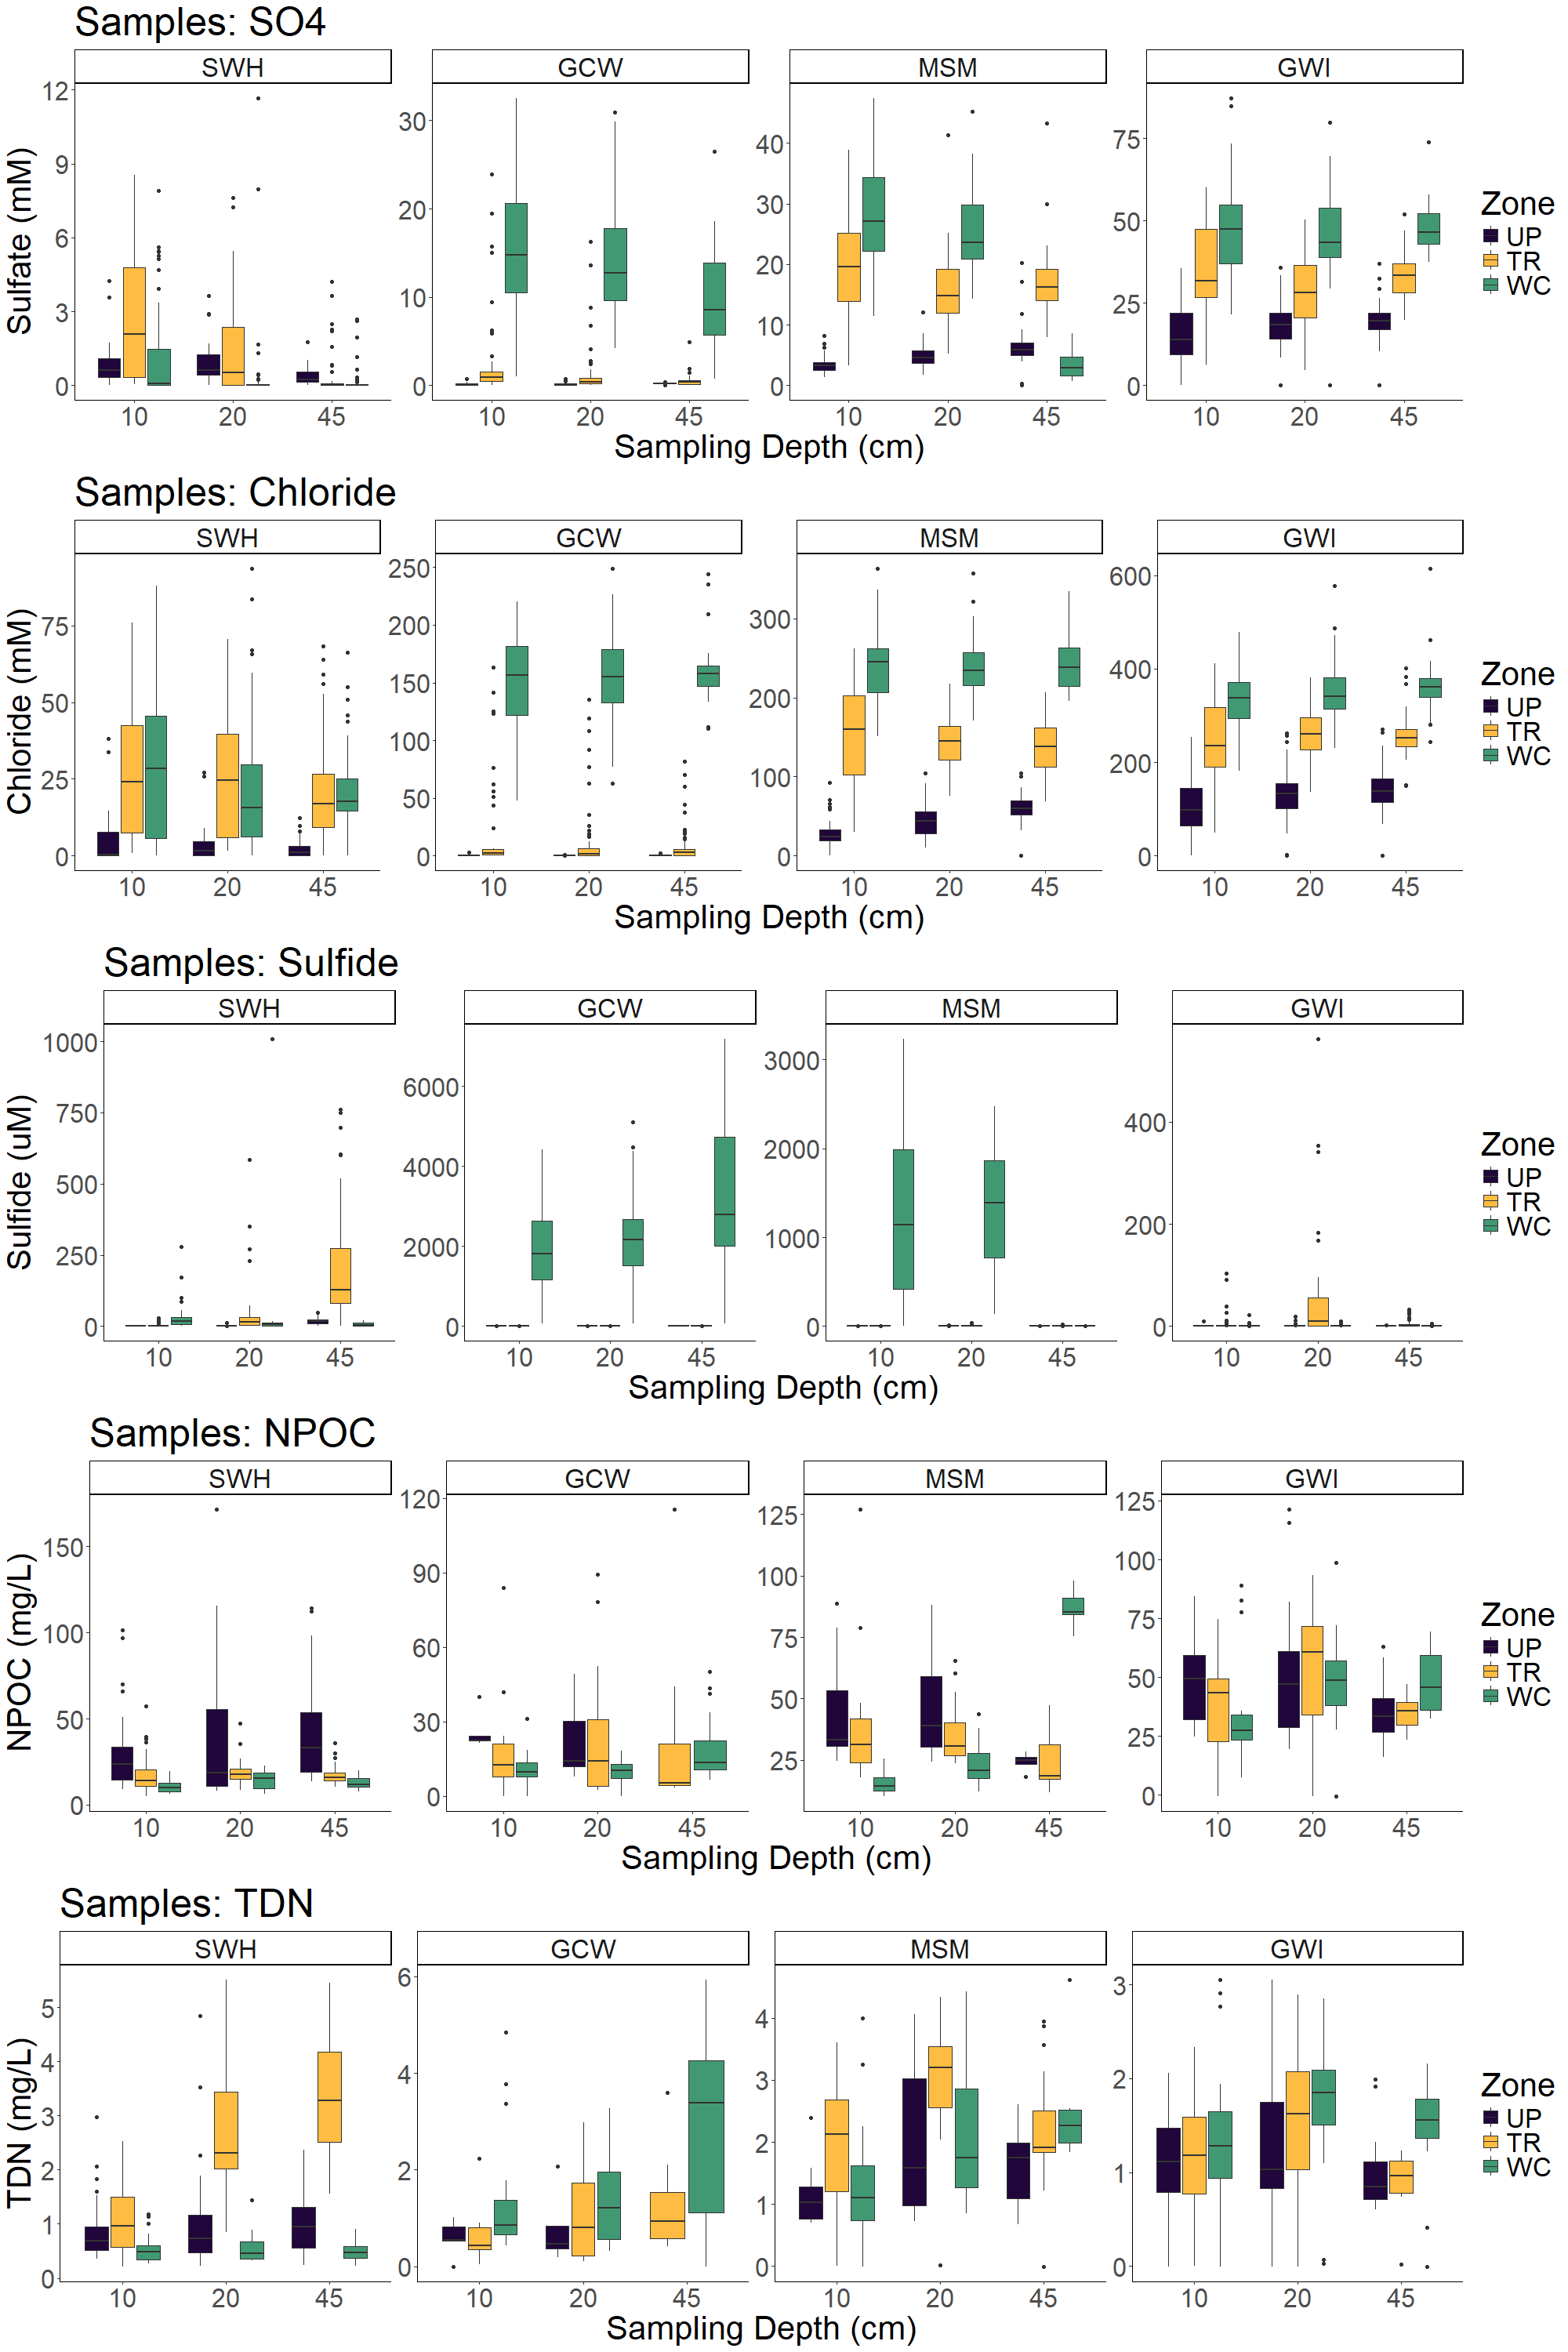 Samples: SO4
SWH GCW MSM GWI
Sulfate (mM)
12 9 6 3 0
30 20 10 0
40 30 20 10 0
75 50 25 0
10 20 45 10 20 45 10 20 45 10 20 45
Sampling Depth (cm)
Zone
UP
TR
WC
Samples: Chloride
SWH GCW MSM GWI
Chloride (mM)
75 50 25 0
250 200 150 100 50 0
300 200 100 0
600 400 200 0
10 20 45 10 20 45 10 20 45 10 20 45
Sampling Depth (cm)
Zone
UP
TR
WC
Samples: Sulfide
SWH GCW MSM GWI
Sulfide (uM)
1000 750 500 250 0
6000 4000 2000 0
3000 2000 1000 0
400 200 0
10 20 45 10 20 45 10 20 45 10 20 45
Sampling Depth (cm)
Zone
UP
TR
WC
Samples: NPOC
SWH GCW MSM GWI
NPOC (mg/L)
150 100 50 0
120 90 60 30 0
125 100 75 50 25
125 100 75 50 25 0
10 20 45 10 20 45 10 20 45 10 20 45
Sampling Depth (cm)
Zone
UP
TR
WC
Samples: TDN
SWH GCW MSM GWI
TDN (mg/L)
5 4 3 2 1 0
6 4 2 0
4 3 2 1 0
3 2 1 0
10 20 45 10 20 45 10 20 45 10 20 45
Sampling Depth (cm)
Zone
UP
TR
WC